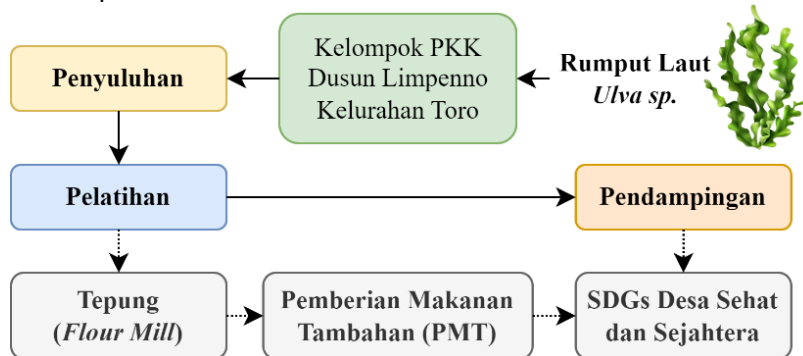 Kelompok PKK
Dusun Limpenno
Kelurahan Toro
Rumput Laut
Ulva sp.
Penyuluhan
Pelatihan
Pendampingan
Tepung
(Flour Mill)
Pemberian Makanan
Tambahan (PMT)
SDGs Desa Sehat
dan Sejahtera